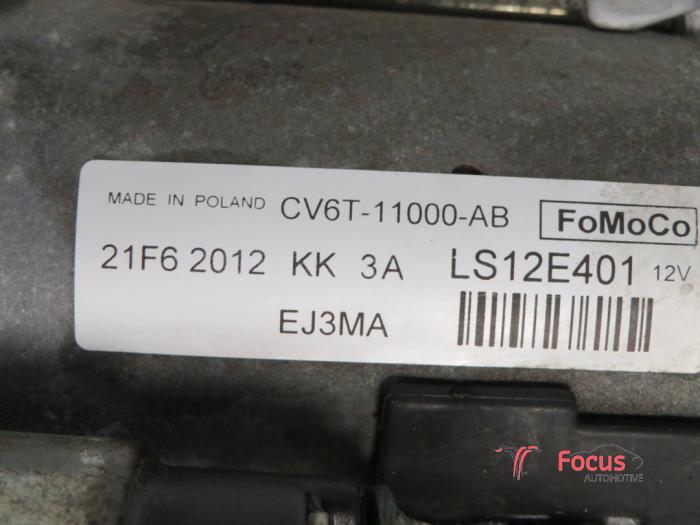 MADE IN POLAND CV6T-11000-AB FoMoCo
21F6 2012 KK 3A LS12E401 12V
EJ3MA
Focus
AUTOMOTIVE